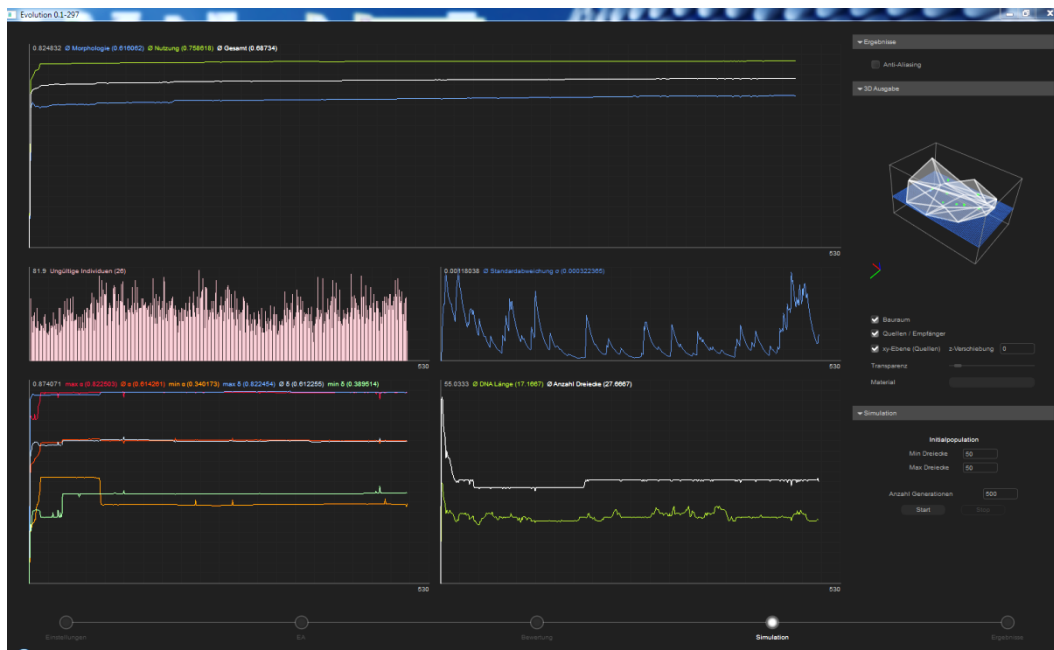 Evolution 0.1-297
0.824832 Ø Morphologie (0.616062) Ø Nutzung (0.758618) Ø Gesamt (0.68734)
530
81.9 Ungültige Individuen (26)
530
0.00118038 Ø Standardabweichung σ (0.000322365)
530
0.874071 max α (0.822583) Ø α (0.614261) min α (0.340173) max δ (0.822454) Ø δ (0.612255) min δ (0.389514)
530
55.0333 Ø DNA Länge (17.1667) Ø Anzahl Dreiecke (27.6667)
530
Ergebnisse
Anti-Aliasing
3D Ausgabe
Bauraum
Quellen / Empfänger
xy-Ebene (Quellen) z-Verschiebung 0
Transparenz
Material
Simulation
Initialpopulation
Min Dreiecke 50
Max Dreiecke 50
Anzahl Generationen 500
Start Stop
Einstellungen EA Bewertung Simulation Ergebnisse